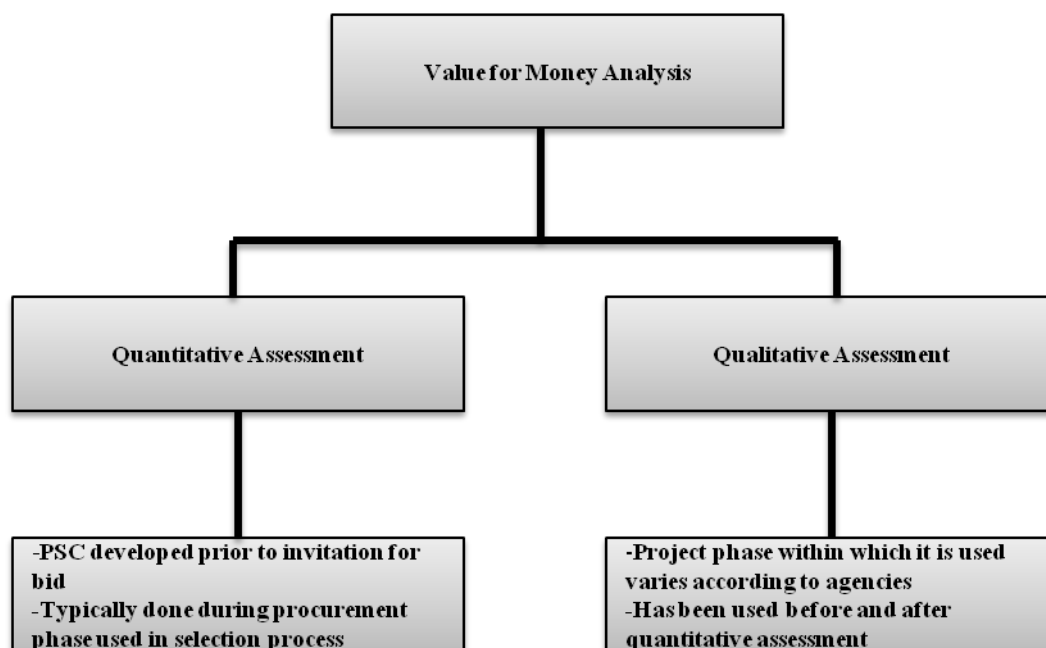 Value for Money Analysis
Quantitative Assessment
Qualitative Assessment
-PSC developed prior to invitation for
bid
-Typically done during procurement
phase used in selection process
-Project phase within which it is used
varies according to agencies
-Has been used before and after
quantitative assessment